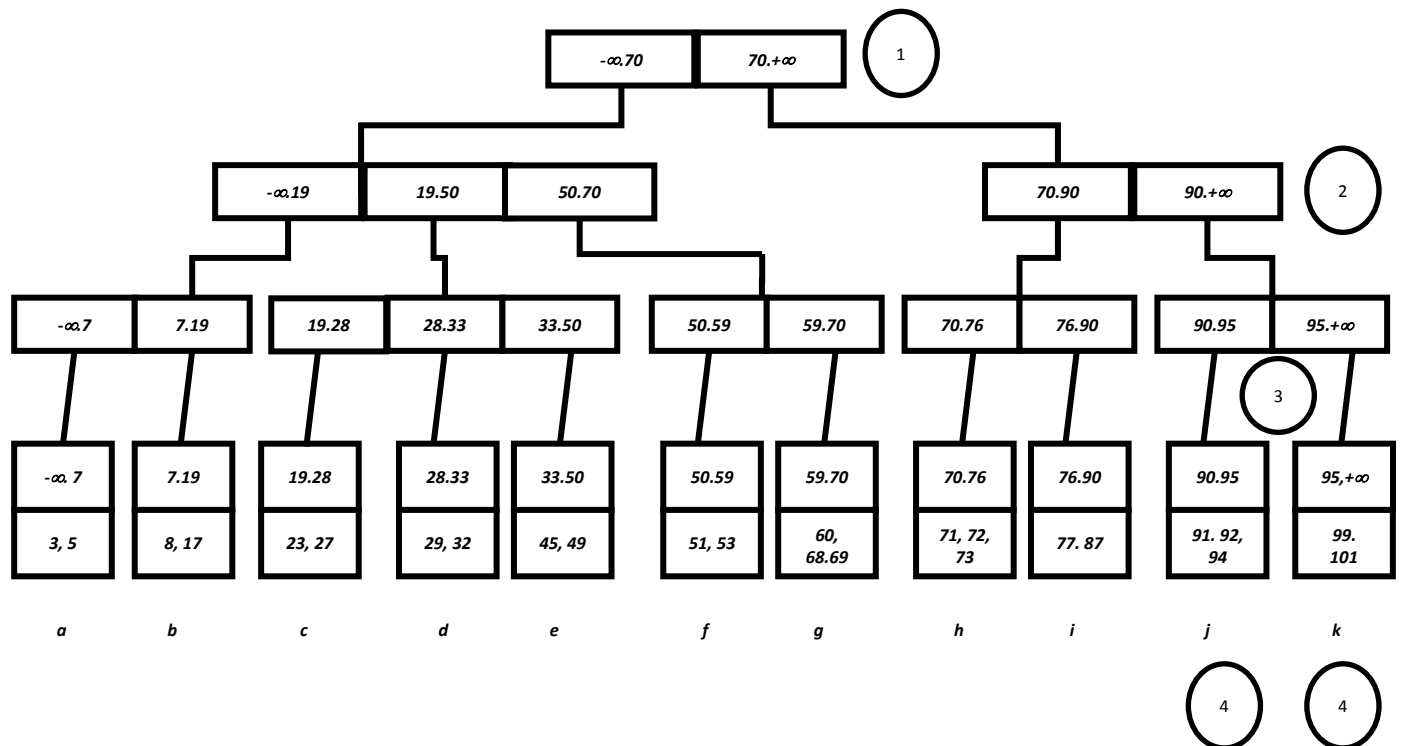 -∞.70 70.+∞ 1
-∞.19 19.50 50.70 70.90 90.+∞ 2
-∞.7 7.19 19.28 28.33 33.50 50.59 59.70 70.76 76.90 90.95 95.+∞
3
-∞. 7 7.19 19.28 28.33 33.50 50.59 59.70 70.76 76.90 90.95 95,+∞
3, 5 8, 17 23, 27 29, 32 45, 49 51, 53 60, 68.69 71, 72, 73 77. 87 91. 92, 94 99. 101
a b c d e f g h i j k
4 4